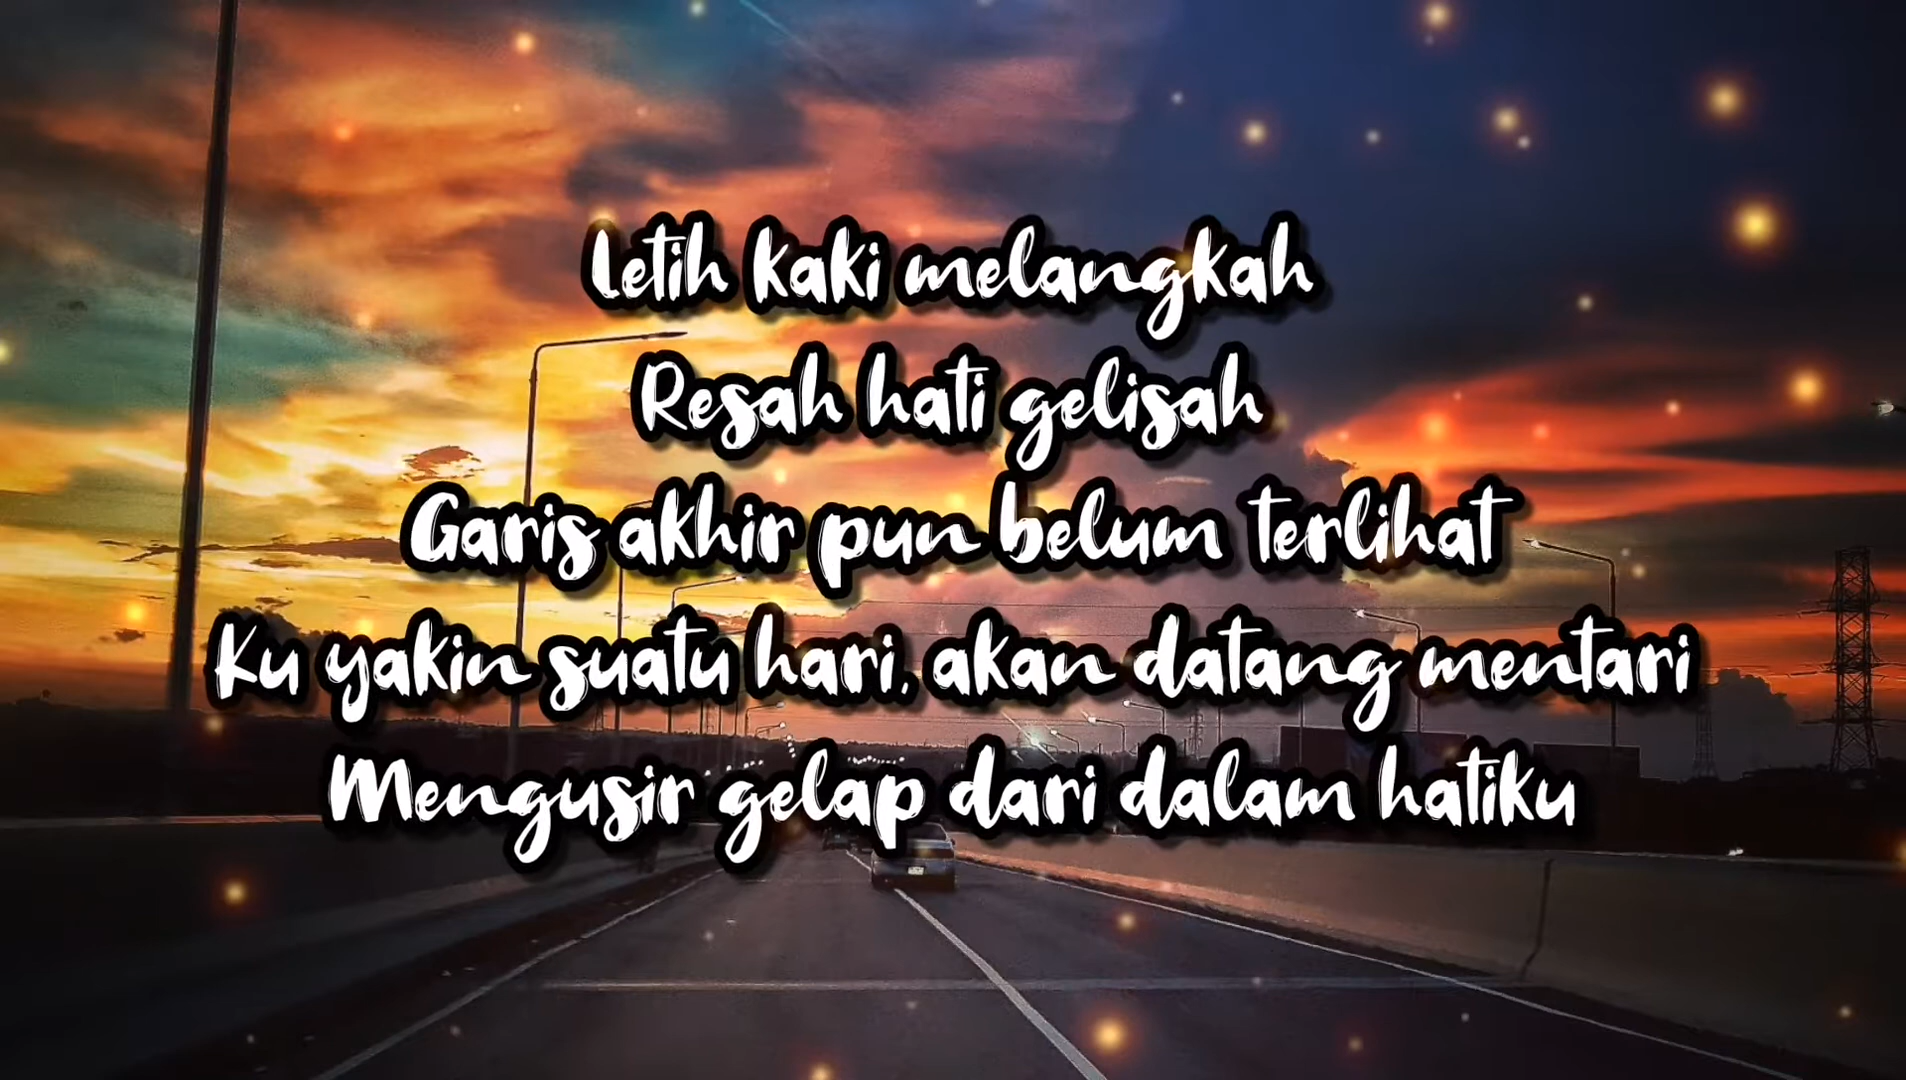 Letih kaki melangkah
Resah hati gelisah
Garis akhir pun belum terlihat
Ku yakin suatu hari, akan datang mentari
Mengusir gelap dari dalam hatiku